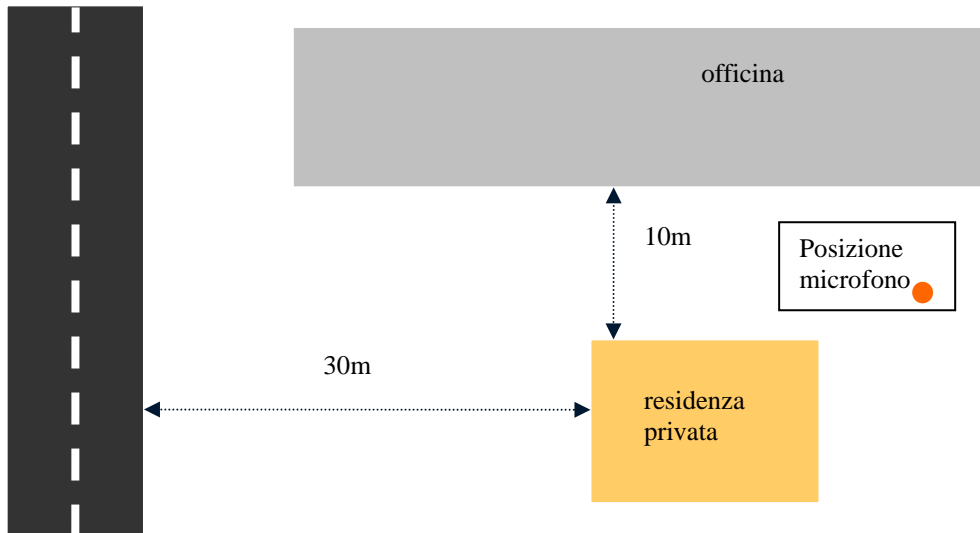 officina
10m
Posizione
microfono
30m
residenza
privata